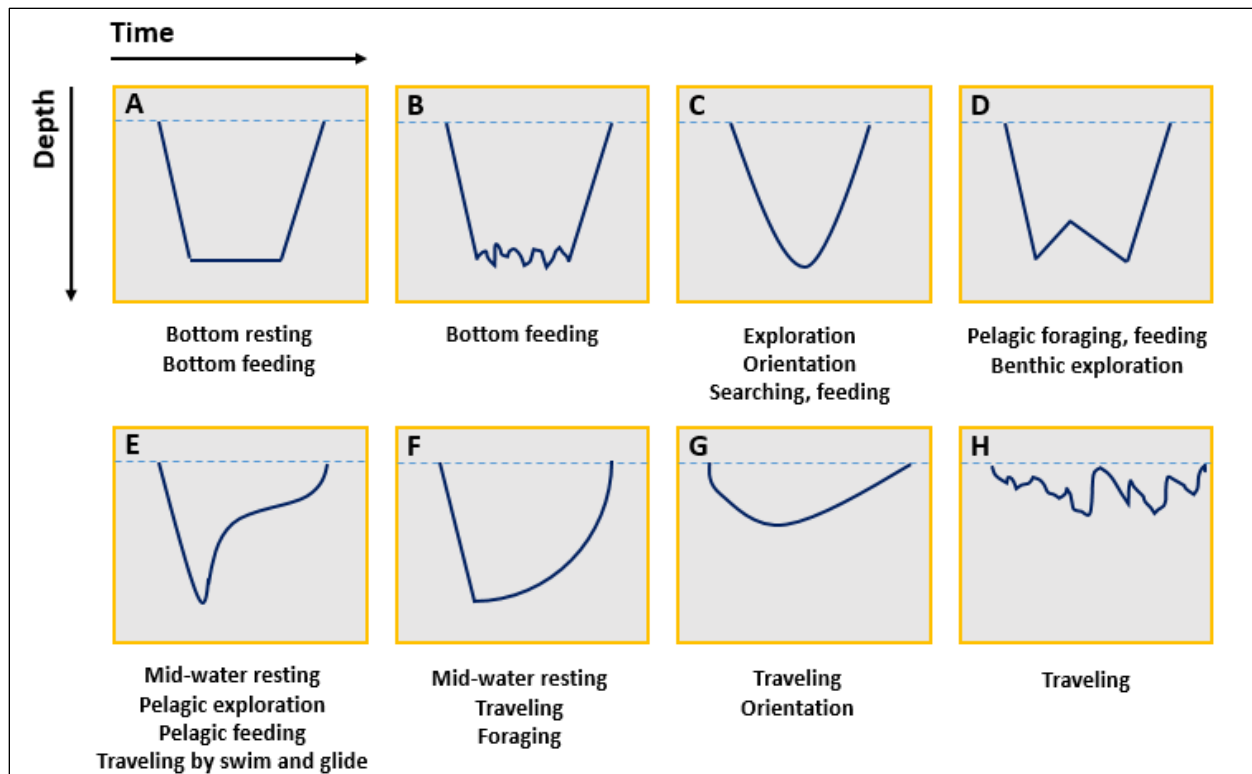 Time
Depth
A
B
C
D
Bottom resting
Bottom feeding
Bottom feeding
Exploration
Orientation
Searching, feeding
Pelagic foraging, feeding
Benthic exploration
E
F
G
H
Mid-water resting
Pelagic exploration
Pelagic feeding
Traveling by swim and glide
Mid-water resting
Traveling
Foraging
Traveling
Orientation
Traveling